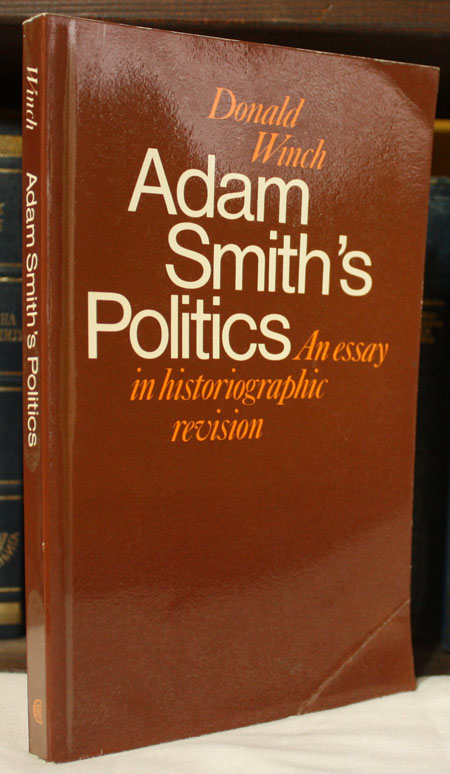 Donald
Winch
Adam
Smith's
Politics An essay
in historiographic
revision
Winch Adam Smith's Politics